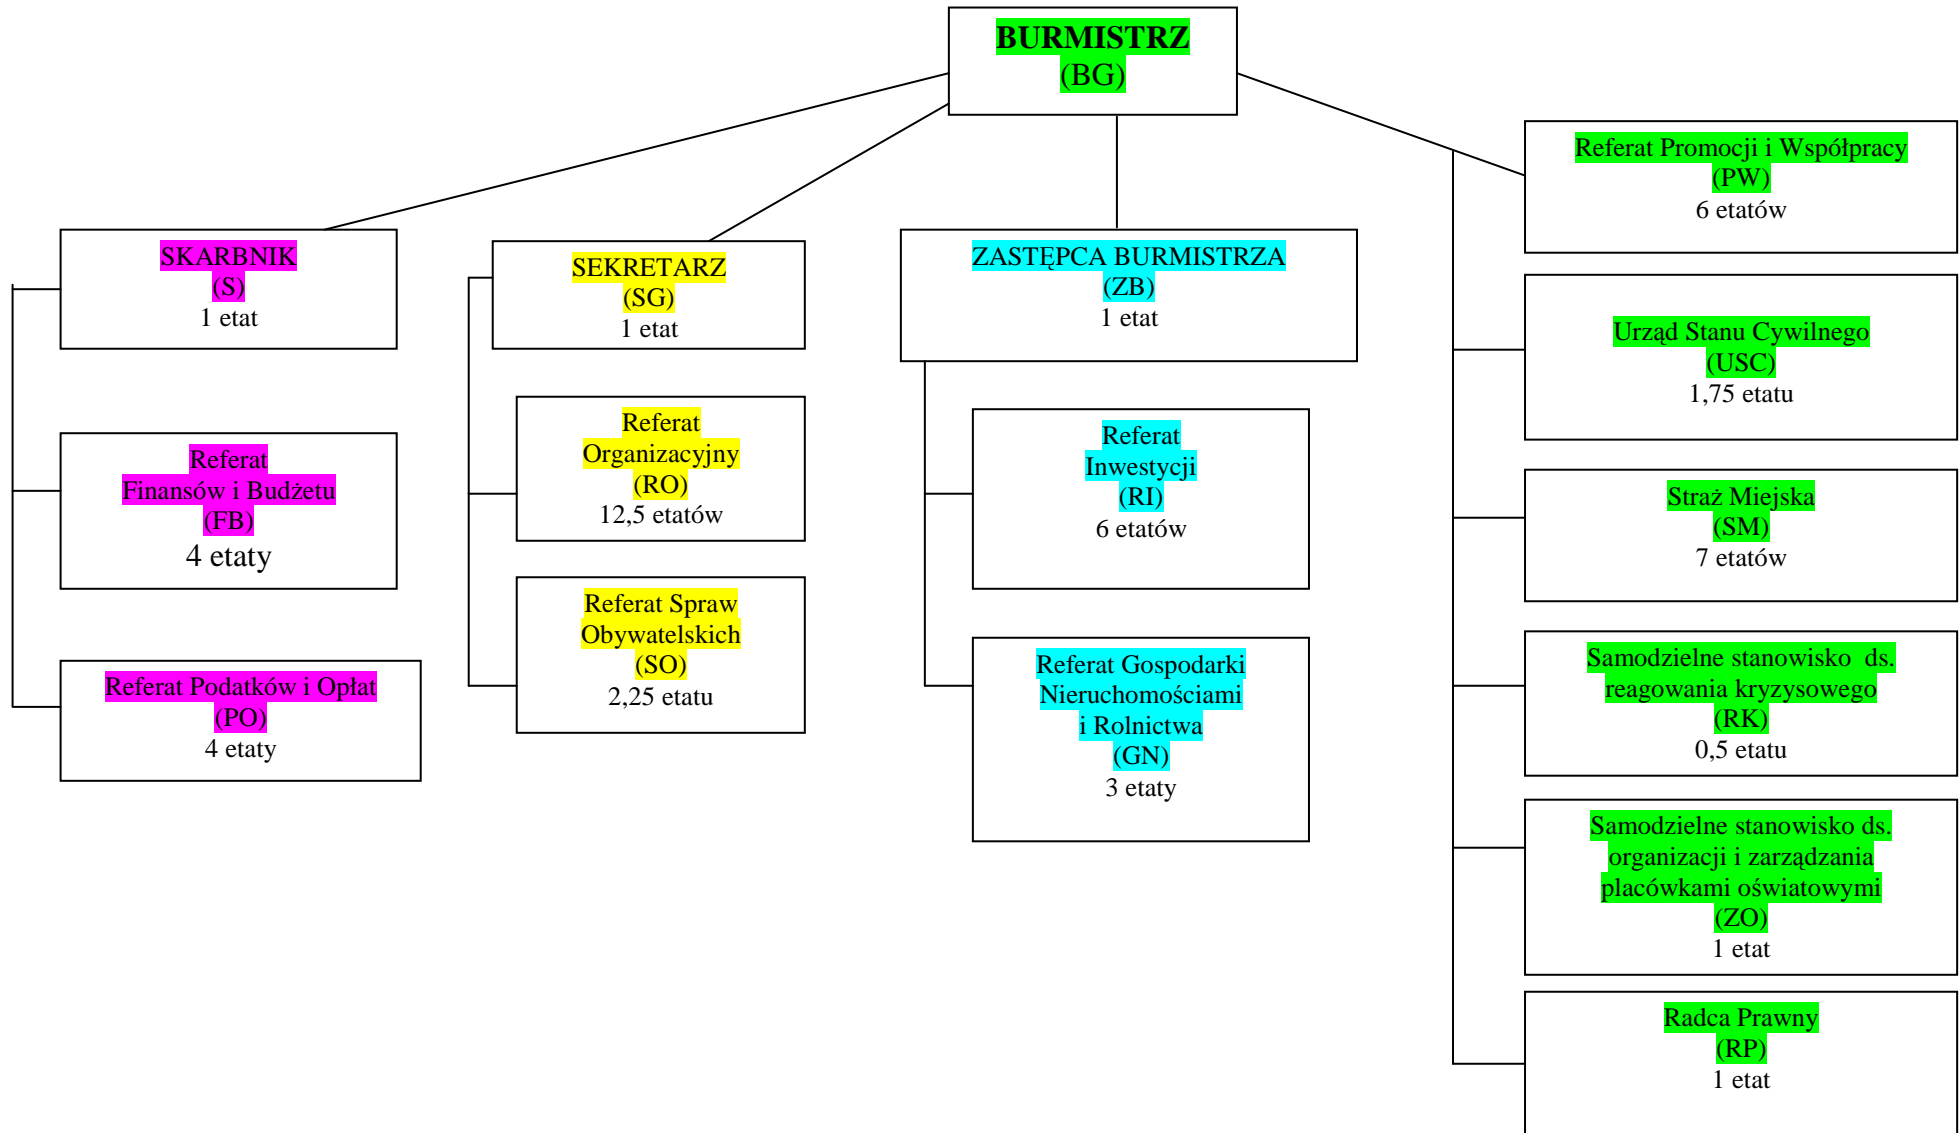 BURMISTRZ
(BG)
SKARBNIK
(S)
1 etat
Referat
Finansów i Budżetu
(FB)
4 etaty
Referat Podatków i Opłat
(PO)
4 etaty
SEKRETARZ
(SG)
1 etat
Referat
Organizacyjny
(RO)
12,5 etatów
Referat Spraw
Obywatelskich
(SO)
2,25 etatu
ZASTĘPCA BURMISTRZA
(ZB)
1 etat
Referat
Inwestycji
(RI)
6 etatów
Referat Gospodarki
Nieruchomościami
i Rolnictwa
(GN)
3 etaty
Referat Promocji i Współpracy
(PW)
6 etatów
Urząd Stanu Cywilnego
(USC)
1,75 etatu
Straż Miejska
(SM)
7 etatów
Samodzielne stanowisko ds.
reagowania kryzysowego
(RK)
0,5 etatu
Samodzielne stanowisko ds.
organizacji i zarządzania
placówkami oświatowymi
(ZO)
1 etat
Radca Prawny
(RP)
1 etat